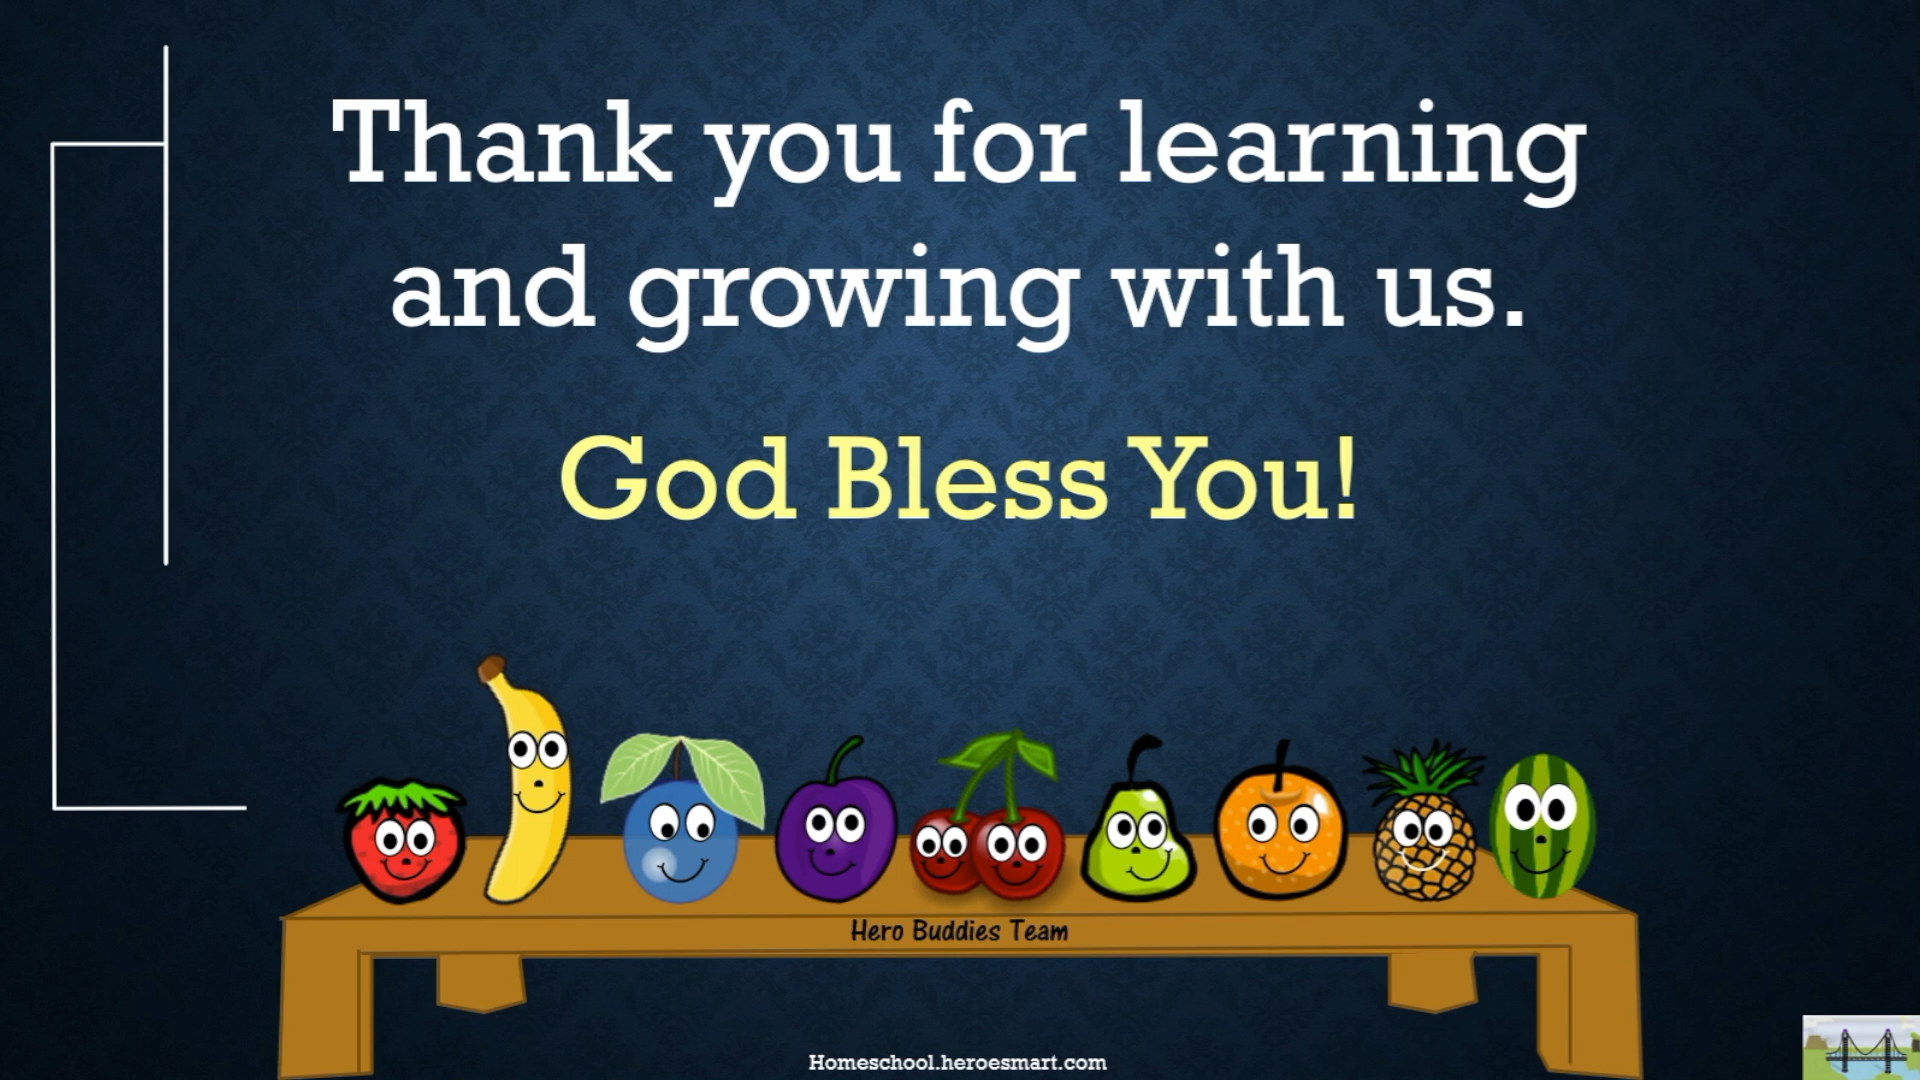 Thank you for learning
and growing with us.
God Bless You!
Hero Buddies Team
Homeschool.heroesmart.com